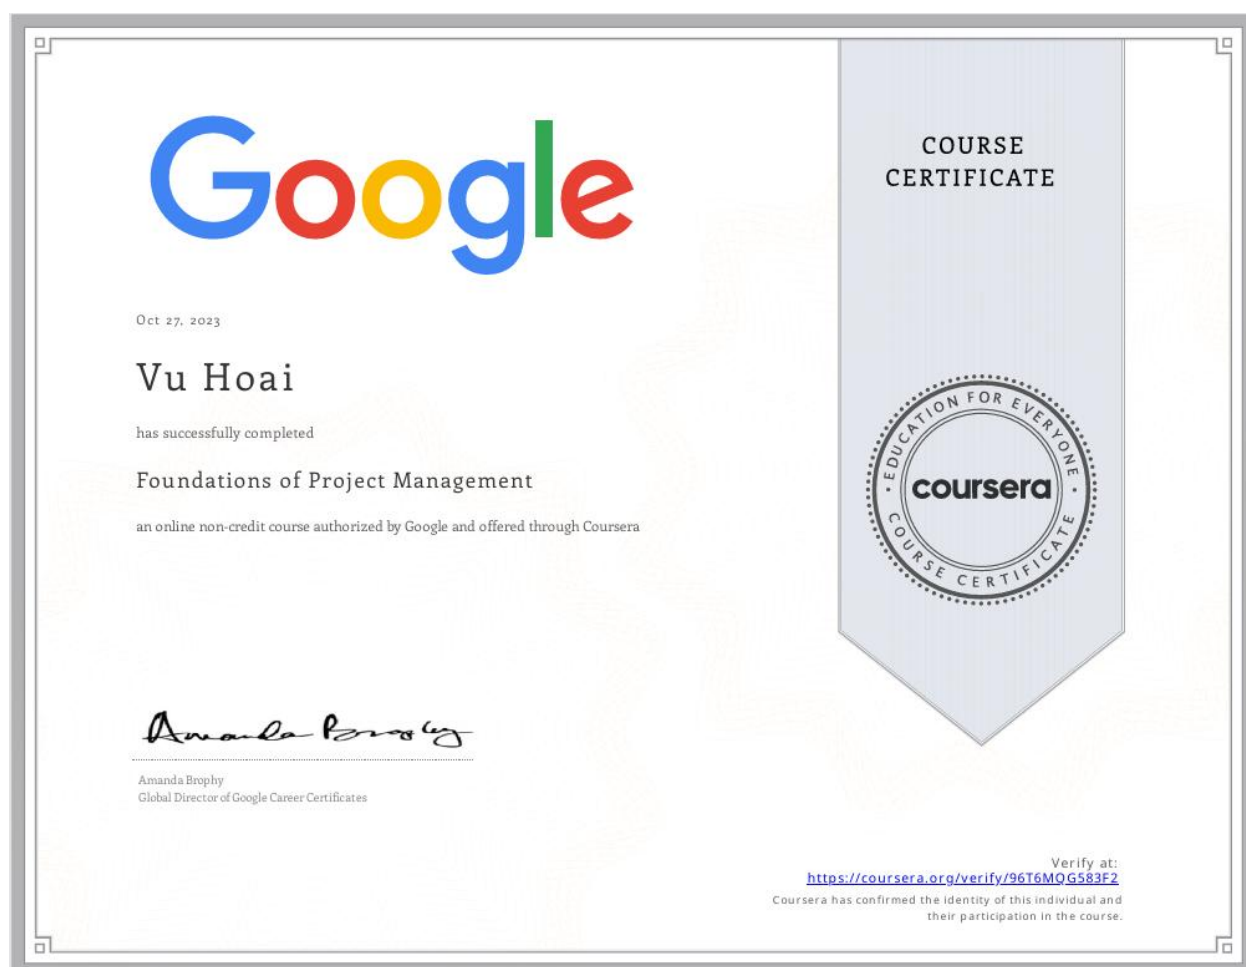 Google
COURSE
CERTIFICATE
Oct 27, 2023
Vu Hoai
has successfully completed
Foundations of Project Management
an online non-credit course authorized by Google and offered through Coursera
EDUCATION FOR EVERYONE
coursera
COURSE CERTIFICATE
Amanda Brophy
Amanda Brophy
Global Director of Google Career Certificates
Verify at:
https://coursera.org/verify/96T6MQG583F2
Coursera has confirmed the identity of this individual and
their participation in the course.